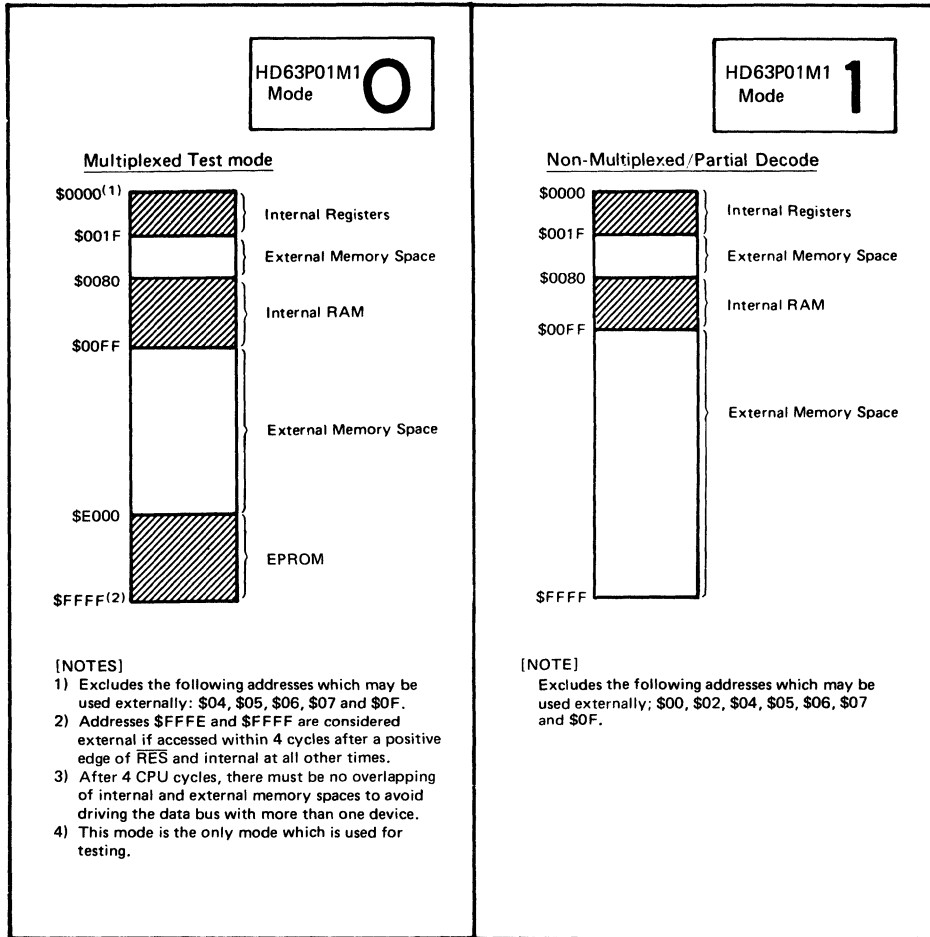 HD63P01M1
Mode
0
Multiplexed Test mode
$0000(1)
Internal Registers
$001F
External Memory Space
$0080
Internal RAM
$00FF
External Memory Space
$E000
EPROM
$FFFF(2)
[NOTES]
1) Excludes the following addresses which may be
used externally: $04, $05, $06, $07 and $0F.
2) Addresses $FFFE and $FFFF are considered
external if accessed within 4 cycles after a positive
edge of RES and internal at all other times.
3) After 4 CPU cycles, there must be no overlapping
of internal and external memory spaces to avoid
driving the data bus with more than one device.
4) This mode is the only mode which is used for
testing.
HD63P01M1
Mode
1
Non-Multiplexed/Partial Decode
$0000
Internal Registers
$001F
External Memory Space
$0080
Internal RAM
$00FF
External Memory Space
$FFFF
[NOTE]
Excludes the following addresses which may be
used externally; $00, $02, $04, $05, $06, $07
and $0F.